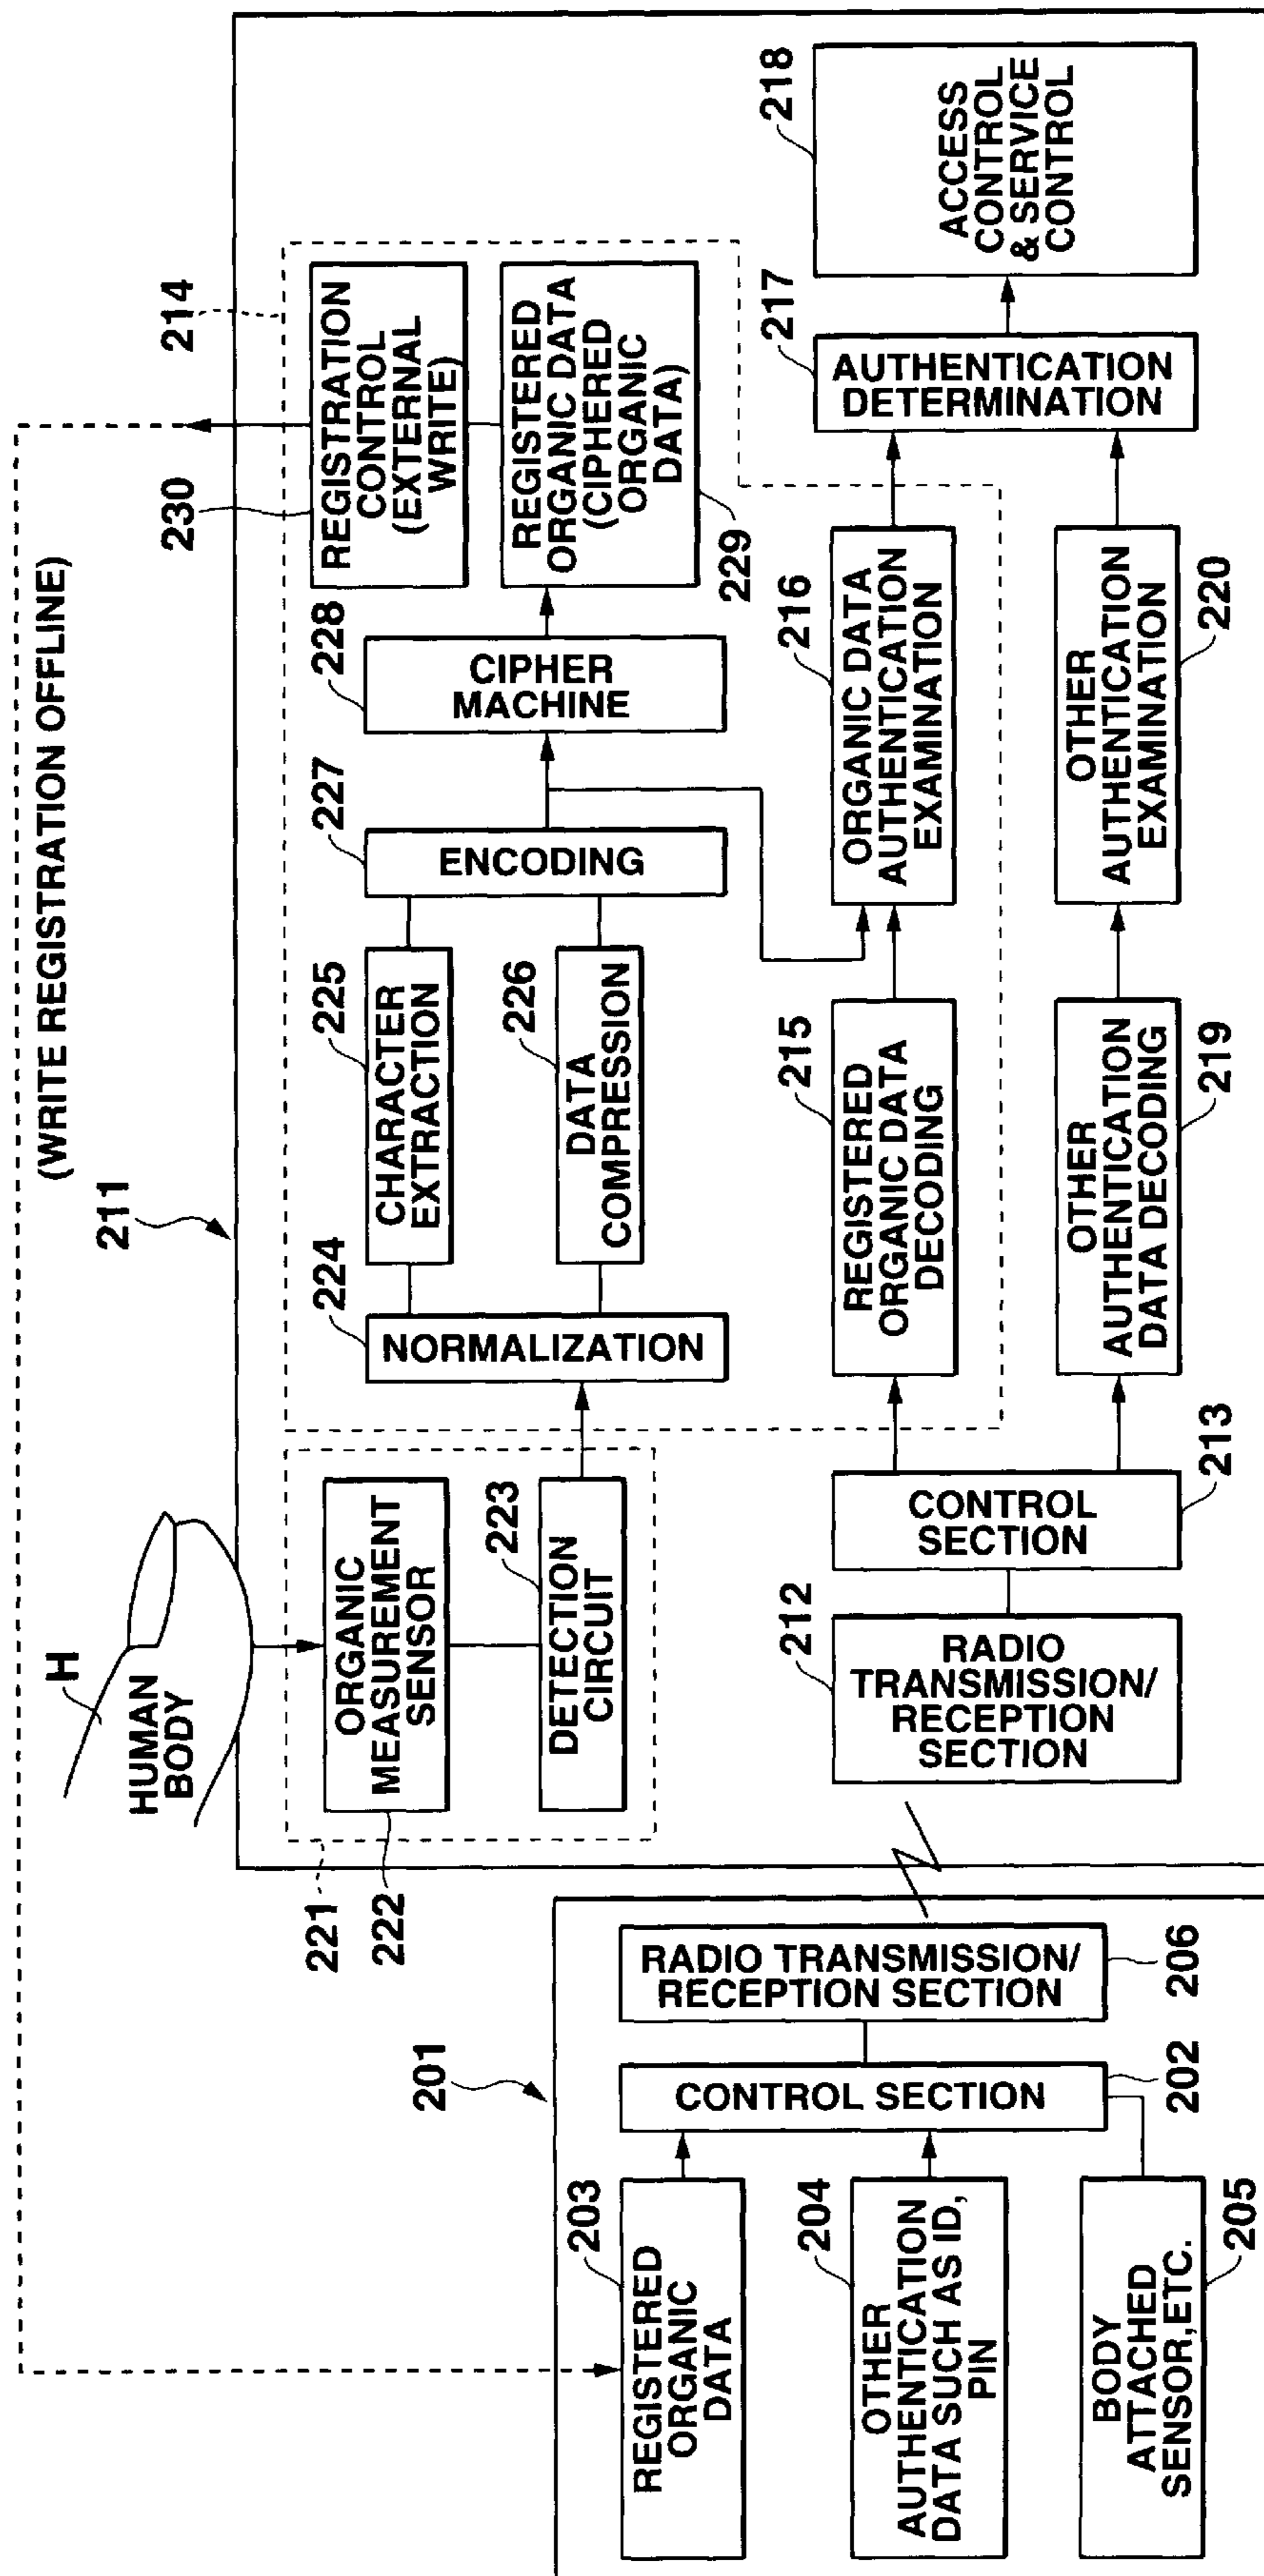 (WRITE REGISTRATION OFFLINE)
H
HUMAN
BODY
211
214
221
222
ORGANIC
MEASUREMENT
SENSOR
223
DETECTION
CIRCUIT
224
NORMALIZATION
225
CHARACTER
EXTRACTION
226
DATA
COMPRESSION
227
ENCODING
228
CIPHER
MACHINE
230
REGISTRATION
CONTROL
(EXTERNAL
WRITE)
REGISTERED
ORGANIC DATA
(CIPHERED
ORGANIC
DATA)
229
201
203
REGISTERED
ORGANIC
DATA
204
OTHER
AUTHENTICATION
DATA SUCH AS ID,
PIN
BODY
ATTACHED
SENSOR,ETC.
205
CONTROL SECTION
202
RADIO TRANSMISSION/
RECEPTION SECTION
206
212
RADIO
TRANSMISSION/
RECEPTION
SECTION
CONTROL
SECTION
213
215
REGISTERED
ORGANIC DATA
DECODING
216
ORGANIC DATA
AUTHENTICATION
EXAMINATION
217
AUTHENTICATION
DETERMINATION
218
ACCESS
CONTROL
& SERVICE
CONTROL
OTHER
AUTHENTICATION
DATA DECODING
219
OTHER
AUTHENTICATION
EXAMINATION
220